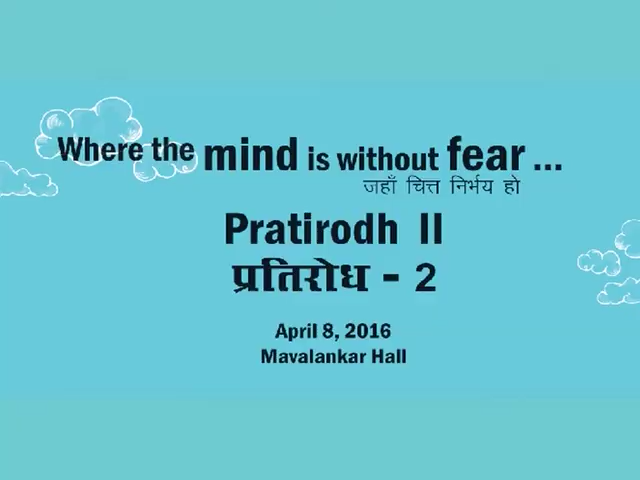 Where the mind is without fear ...
जहाँ चित्त निर्भय हो
Pratirodh II
प्रतिरोध - 2
April 8, 2016
Mavalankar Hall